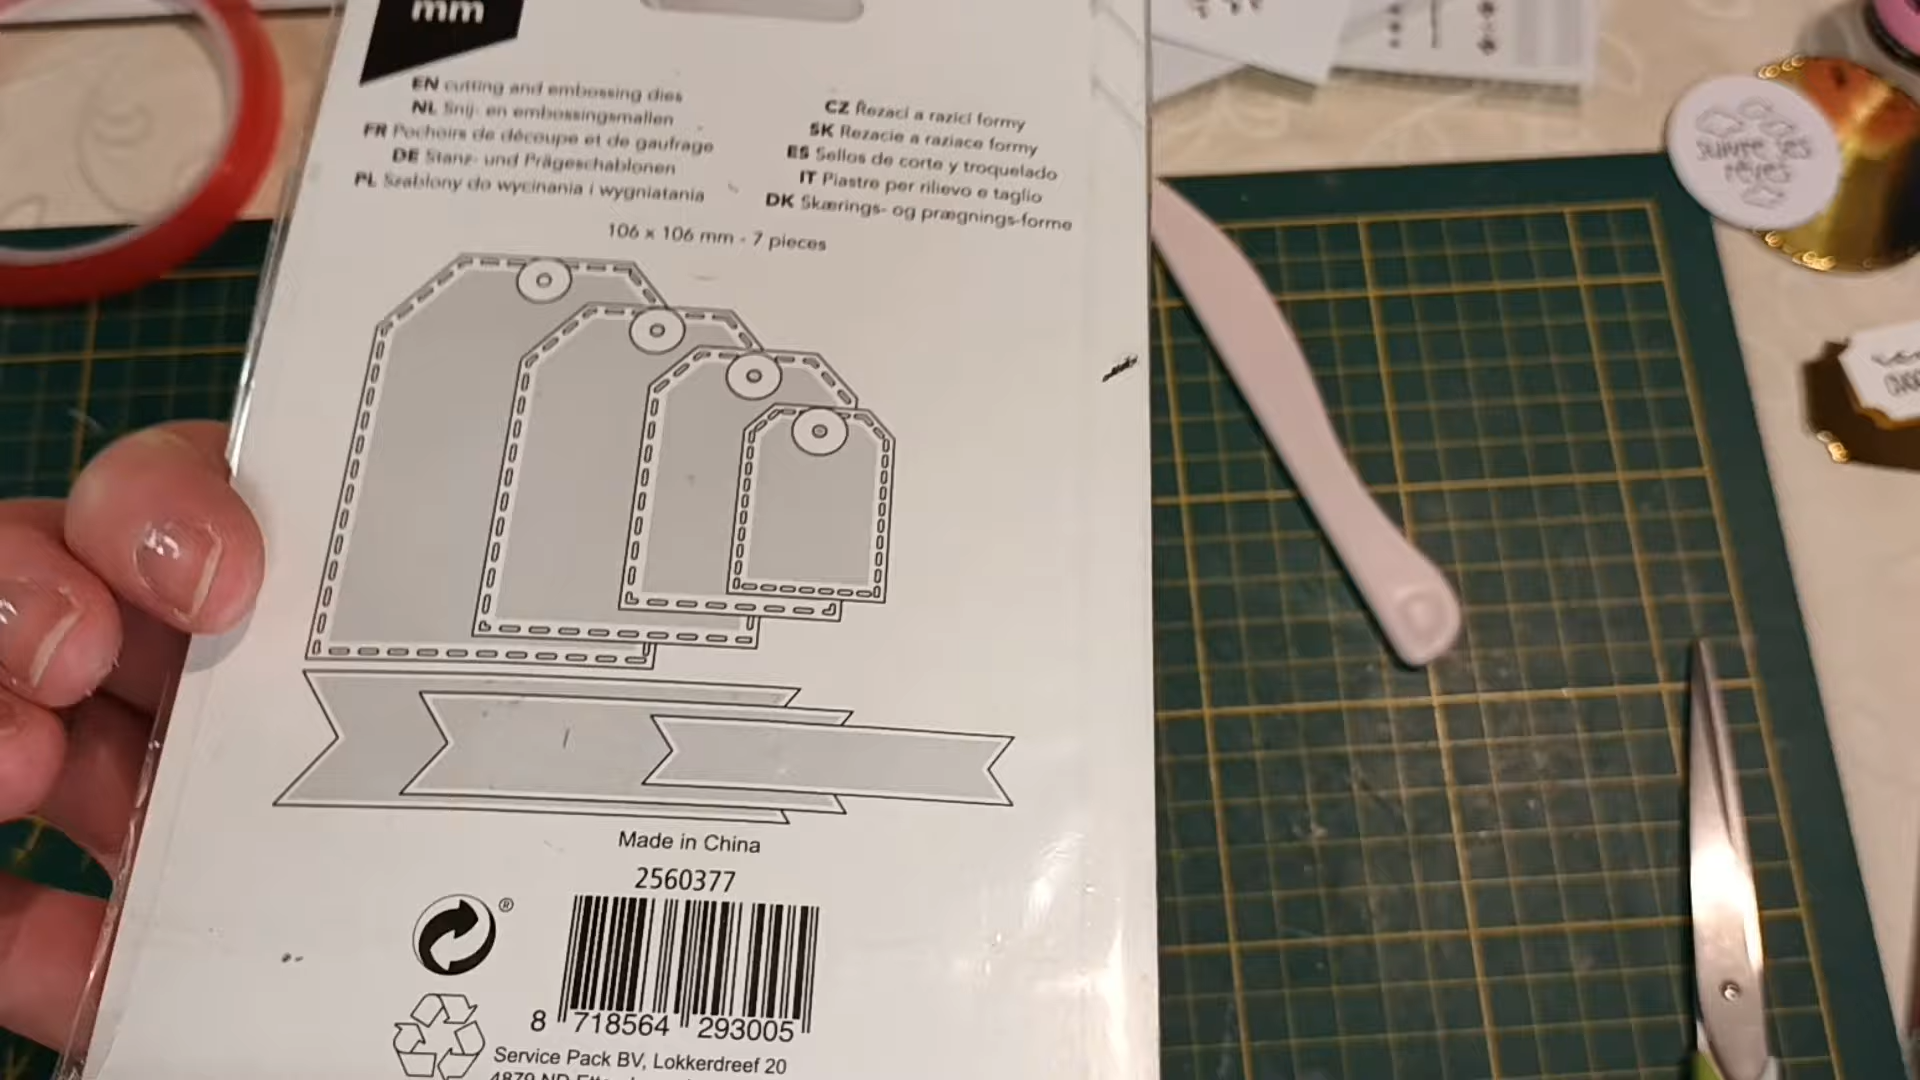 mm
EN cutting and embossing dies
NL Snij- en embossingsmallen
FR Pochoirs de découpe et de gaufrage
DE Stanz- und Prägeschablonen
PL Szablony do wycinania i wygniatania
CZ Řezací a razící formy
SK Rezacie a raziace formy
ES Sellos de corte y troquelado
IT Piastre per rilievo e taglio
DK Skærings- og prægnings-forme
106 x 106 mm - 7 pieces
Made in China
2560377
®
8 718564 293005
Service Pack BV, Lokkerdreef 20
suivre ses
rêves